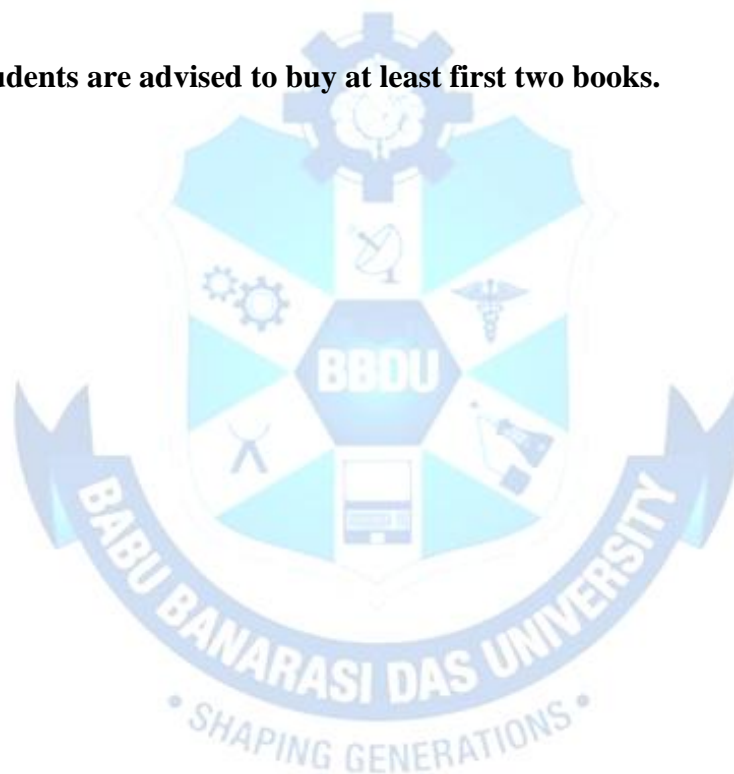 udents are advised to buy at least first two books.
BBDU
BABU BANARASI DAS UNIVERSITY
• SHAPING GENERATIONS •